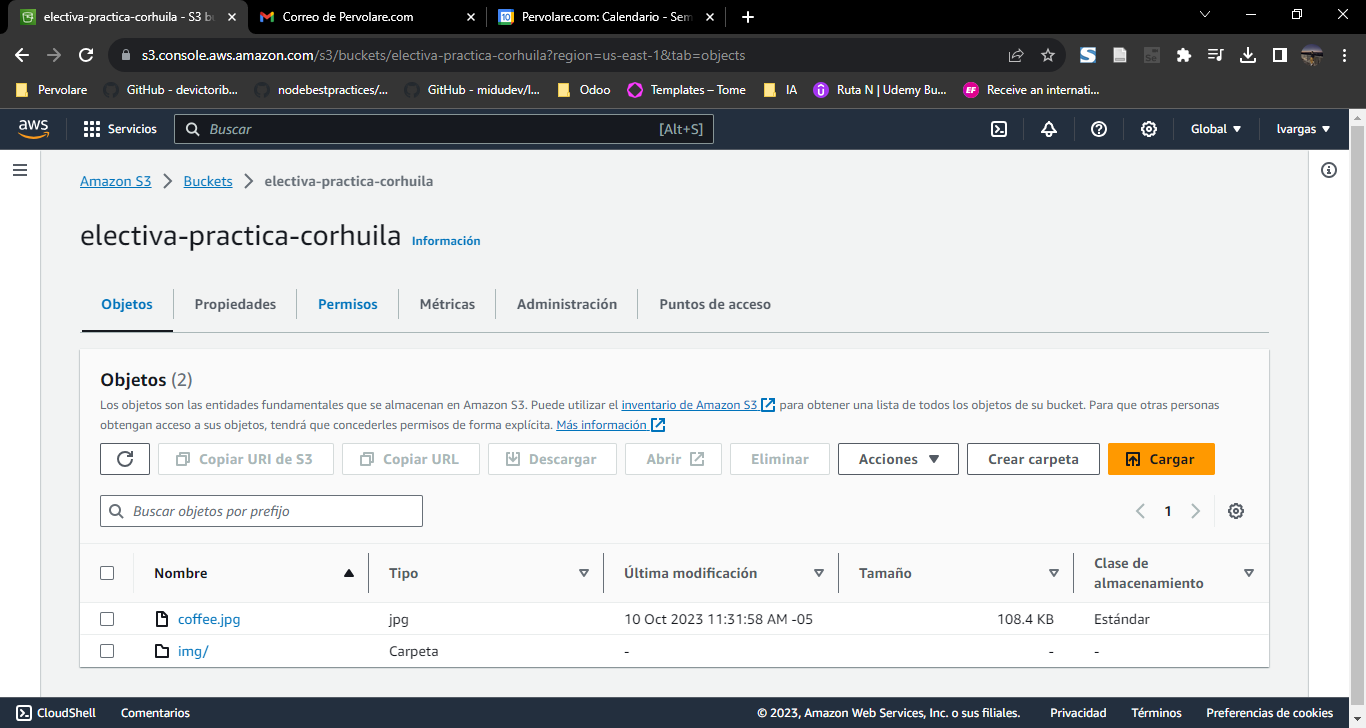 electiva-practica-corhuila - S3 bu
Correo de Pervolare.com
Pervolare.com: Calendario - Sem
s3.console.aws.amazon.com/s3/buckets/electiva-practica-corhuila?region=us-east-1&tab=objects
Pervolare
GitHub - devictorib...
nodebestpractices/...
GitHub - midudev/l...
Odoo
Templates – Tome
IA
Ruta N | Udemy Bu...
Receive an internati...
aws
Servicios
Buscar
[Alt+S]
Global
lvargas
Amazon S3
Buckets
electiva-practica-corhuila
electiva-practica-corhuila Información
Objetos
Propiedades
Permisos
Métricas
Administración
Puntos de acceso
Objetos (2)
Los objetos son las entidades fundamentales que se almacenan en Amazon S3. Puede utilizar el inventario de Amazon S3 para obtener una lista de todos los objetos de su bucket. Para que otras personas
obtengan acceso a sus objetos, tendrá que concederles permisos de forma explícita. Más información
Copiar URI de S3
Copiar URL
Descargar
Abrir
Eliminar
Acciones
Crear carpeta
Cargar
Buscar objetos por prefijo
1
Nombre
Tipo
Última modificación
Tamaño
Clase de
almacenamiento
coffee.jpg
jpg
10 Oct 2023 11:31:58 AM -05
108.4 KB
Estándar
img/
Carpeta
-
-
-
CloudShell
Comentarios
© 2023, Amazon Web Services, Inc. o sus filiales.
Privacidad
Términos
Preferencias de cookies